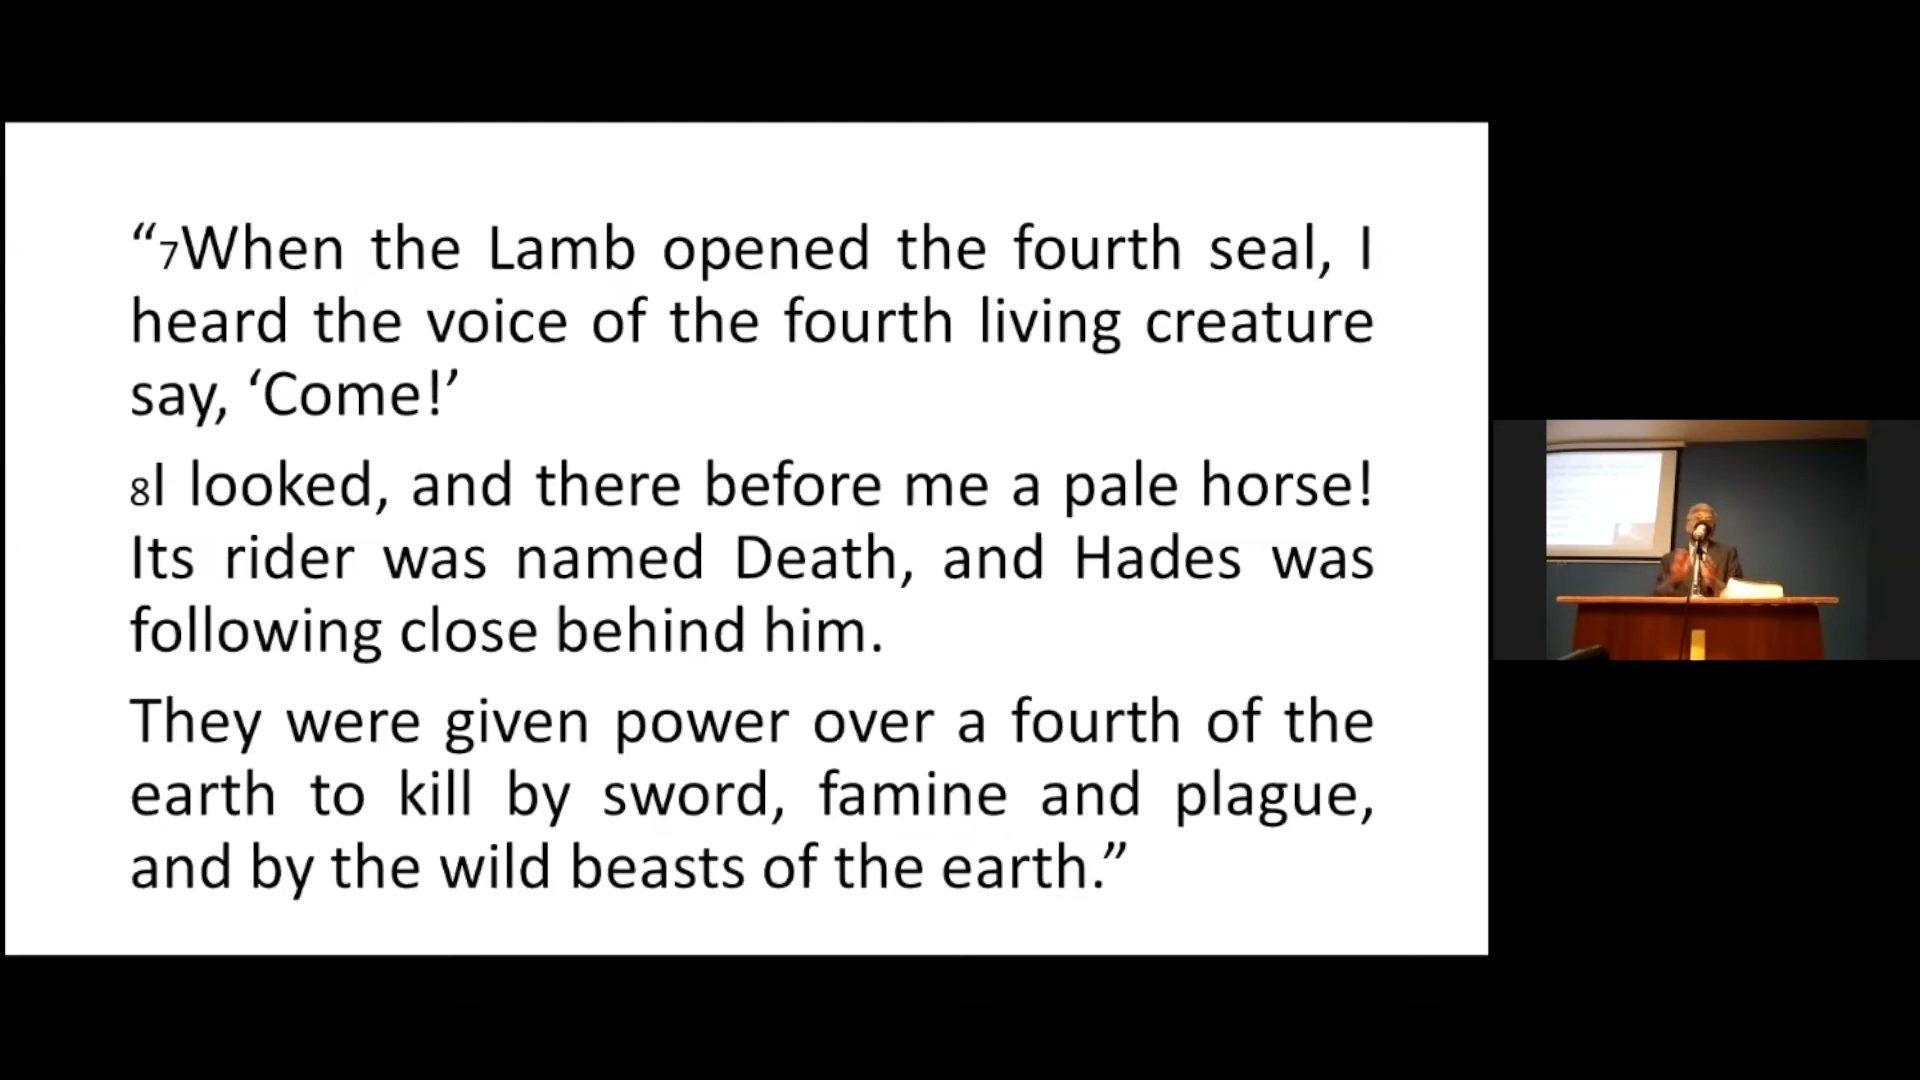 “7When the Lamb opened the fourth seal, I
heard the voice of the fourth living creature
say, ‘Come!’
8I looked, and there before me a pale horse!
Its rider was named Death, and Hades was
following close behind him.
They were given power over a fourth of the
earth to kill by sword, famine and plague,
and by the wild beasts of the earth.”